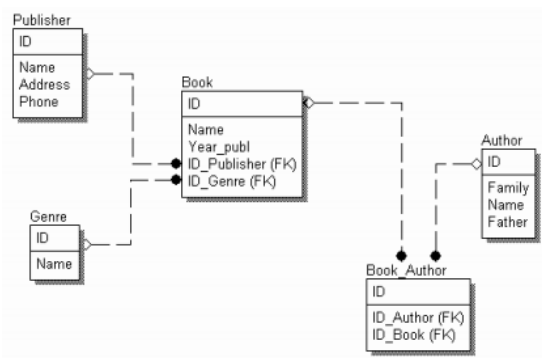 Publisher
ID
Name
Address
Phone
Book
ID
Name
Year_publ
ID_Publisher (FK)
ID_Genre (FK)
Genre
ID
Name
Author
ID
Family
Name
Father
Book_Author
ID
ID_Author (FK)
ID_Book (FK)